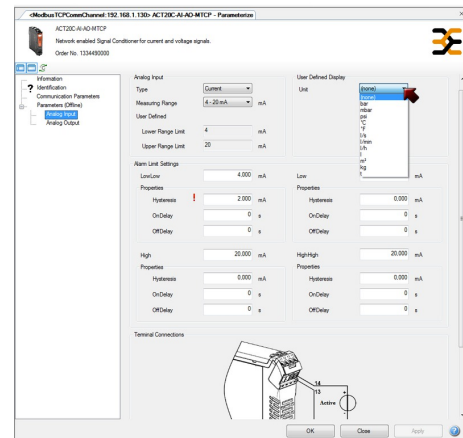 <ModbusTCPCommChannel:192.168.1.130> ACT20C-AI-AO-MTCP - Parameterize
ACT20C-AI-AO-MTCP
Network enabled Signal Conditioner for current and voltage signals.
Order No. 1334490000
Information
? Identification
Communication Parameters
Parameters (Offline)
Analog Input
Analog Output
Analog Input
Type Current
Measuring Range 4 - 20 mA mA
User Defined
Lower Range Limit 4 mA
Upper Range Limit 20 mA
User Defined Display
Unit (none)
(none)
bar
mbar
psi
°C
°F
l/s
l/min
l/h
l
m³
kg
t
Alarm Limit Settings
LowLow 4,000 mA
Properties
Hysteresis ! 2,000 mA
OnDelay 0 s
OffDelay 0 s
Low mA
Properties
Hysteresis 0,000 mA
OnDelay 0 s
OffDelay 0 s
High 20,000 mA
Properties
Hysteresis 0,000 mA
OnDelay 0 s
OffDelay 0 s
HighHigh 20,000 mA
Properties
Hysteresis 0,000 mA
OnDelay 0 s
OffDelay 0 s
Terminal Connections
14
13
+
Active
OK Close Apply ?